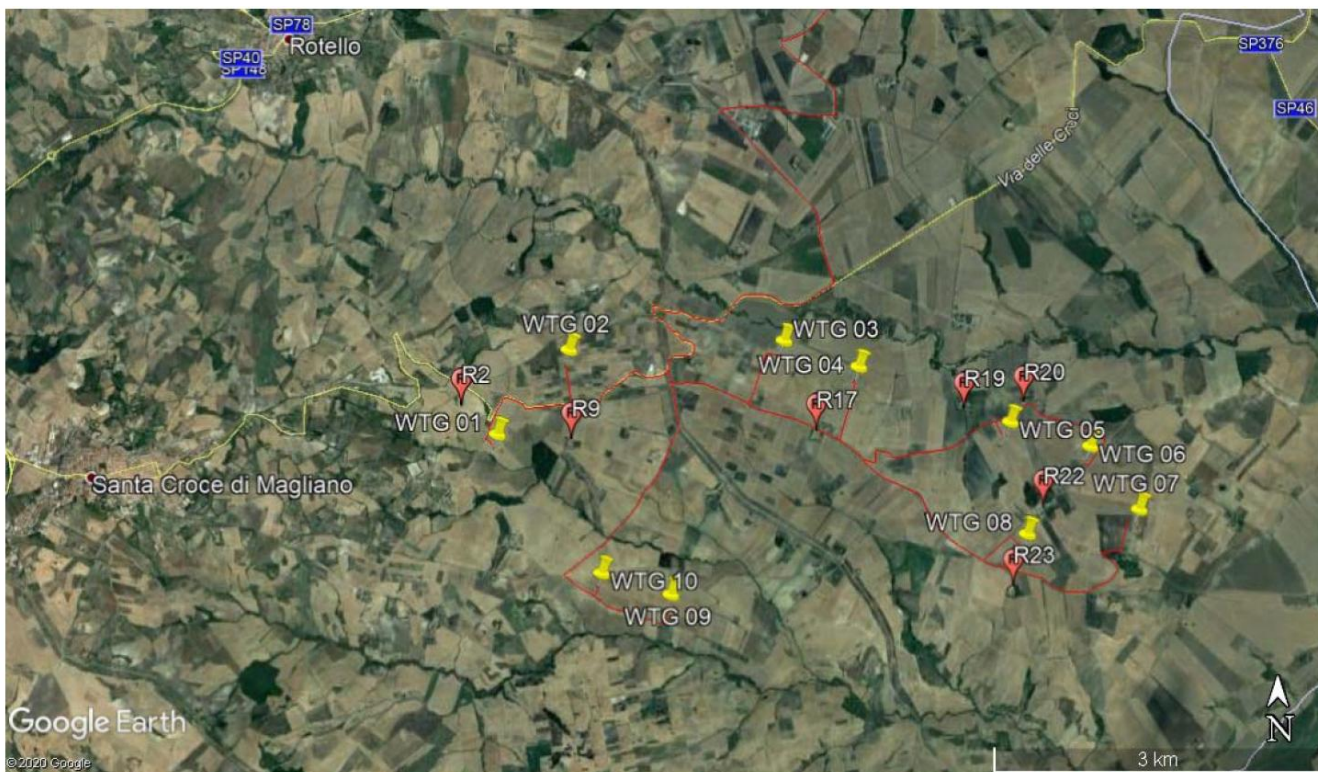 SP78
Rotello
SP40
SP148
SP376
SP46
Via delle Croci
WTG 02
WTG 03
WTG 04
R2
R19
R20
R17
R9
WTG 01
WTG 05
WTG 06
Santa Croce di Magliano
R22
WTG 07
WTG 08
R23
WTG 10
WTG 09
Google Earth
N
©2020 Google
3 km